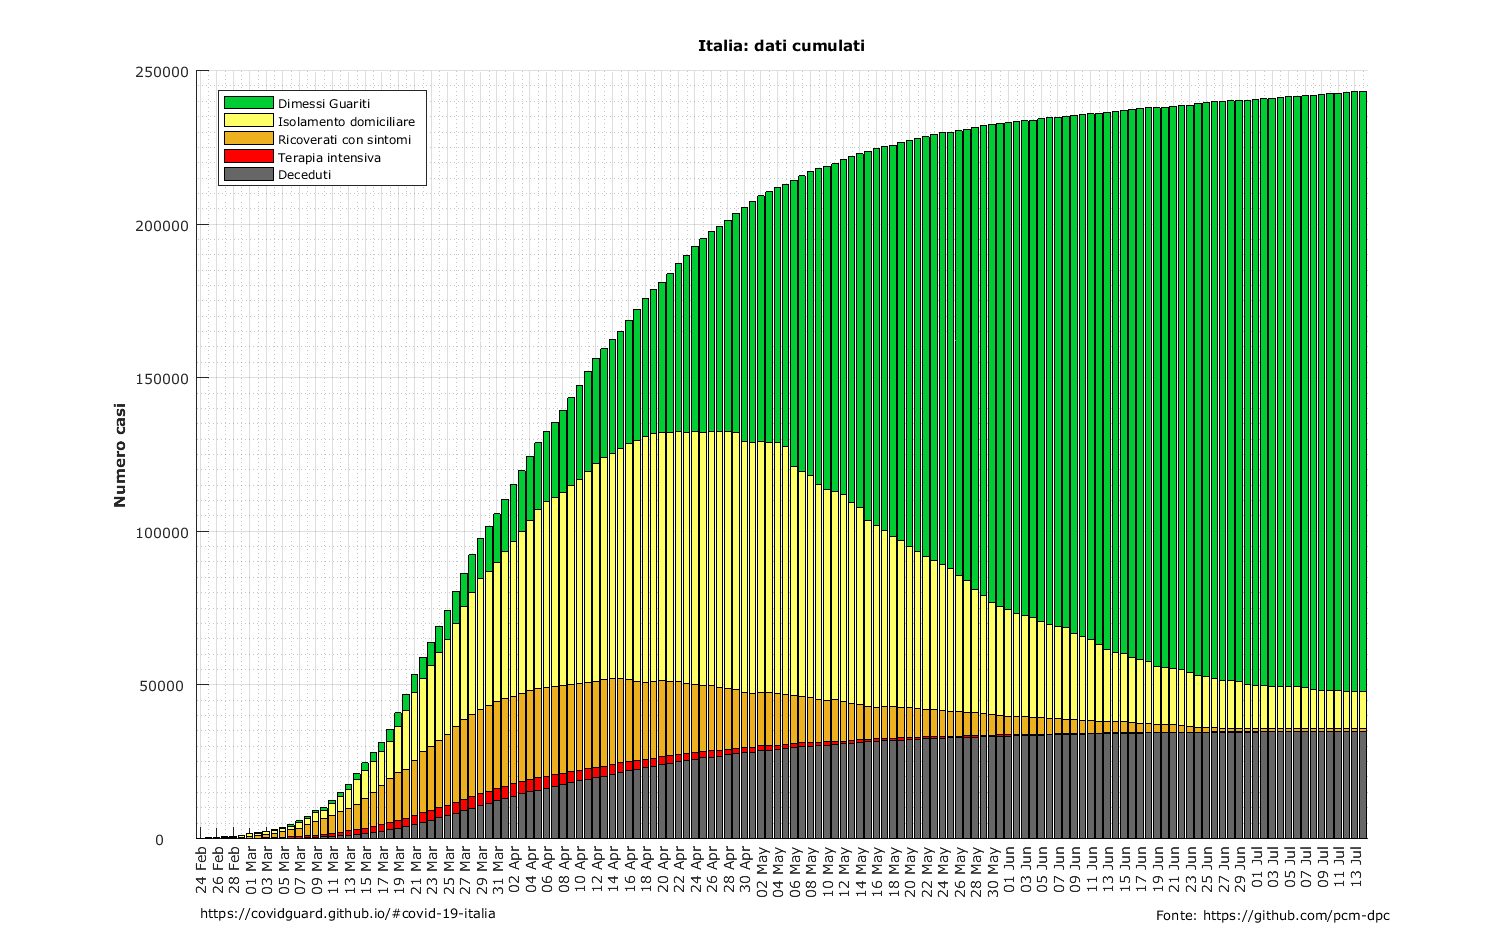 Italia: dati cumulati
250000
200000
150000
100000
50000
0
Numero casi
Dimessi Guariti
Isolamento domiciliare
Ricoverati con sintomi
Terapia intensiva
Deceduti
24 Feb
26 Feb
28 Feb
01 Mar
03 Mar
05 Mar
07 Mar
09 Mar
11 Mar
13 Mar
15 Mar
17 Mar
19 Mar
21 Mar
23 Mar
25 Mar
27 Mar
29 Mar
31 Mar
02 Apr
04 Apr
06 Apr
08 Apr
10 Apr
12 Apr
14 Apr
16 Apr
18 Apr
20 Apr
22 Apr
24 Apr
26 Apr
28 Apr
30 Apr
02 May
04 May
06 May
08 May
10 May
12 May
14 May
16 May
18 May
20 May
22 May
24 May
26 May
28 May
30 May
01 Jun
03 Jun
05 Jun
07 Jun
09 Jun
11 Jun
13 Jun
15 Jun
17 Jun
19 Jun
21 Jun
23 Jun
25 Jun
27 Jun
29 Jun
01 Jul
03 Jul
05 Jul
07 Jul
09 Jul
11 Jul
13 Jul
https://covidguard.github.io/#covid-19-italia
Fonte: https://github.com/pcm-dpc